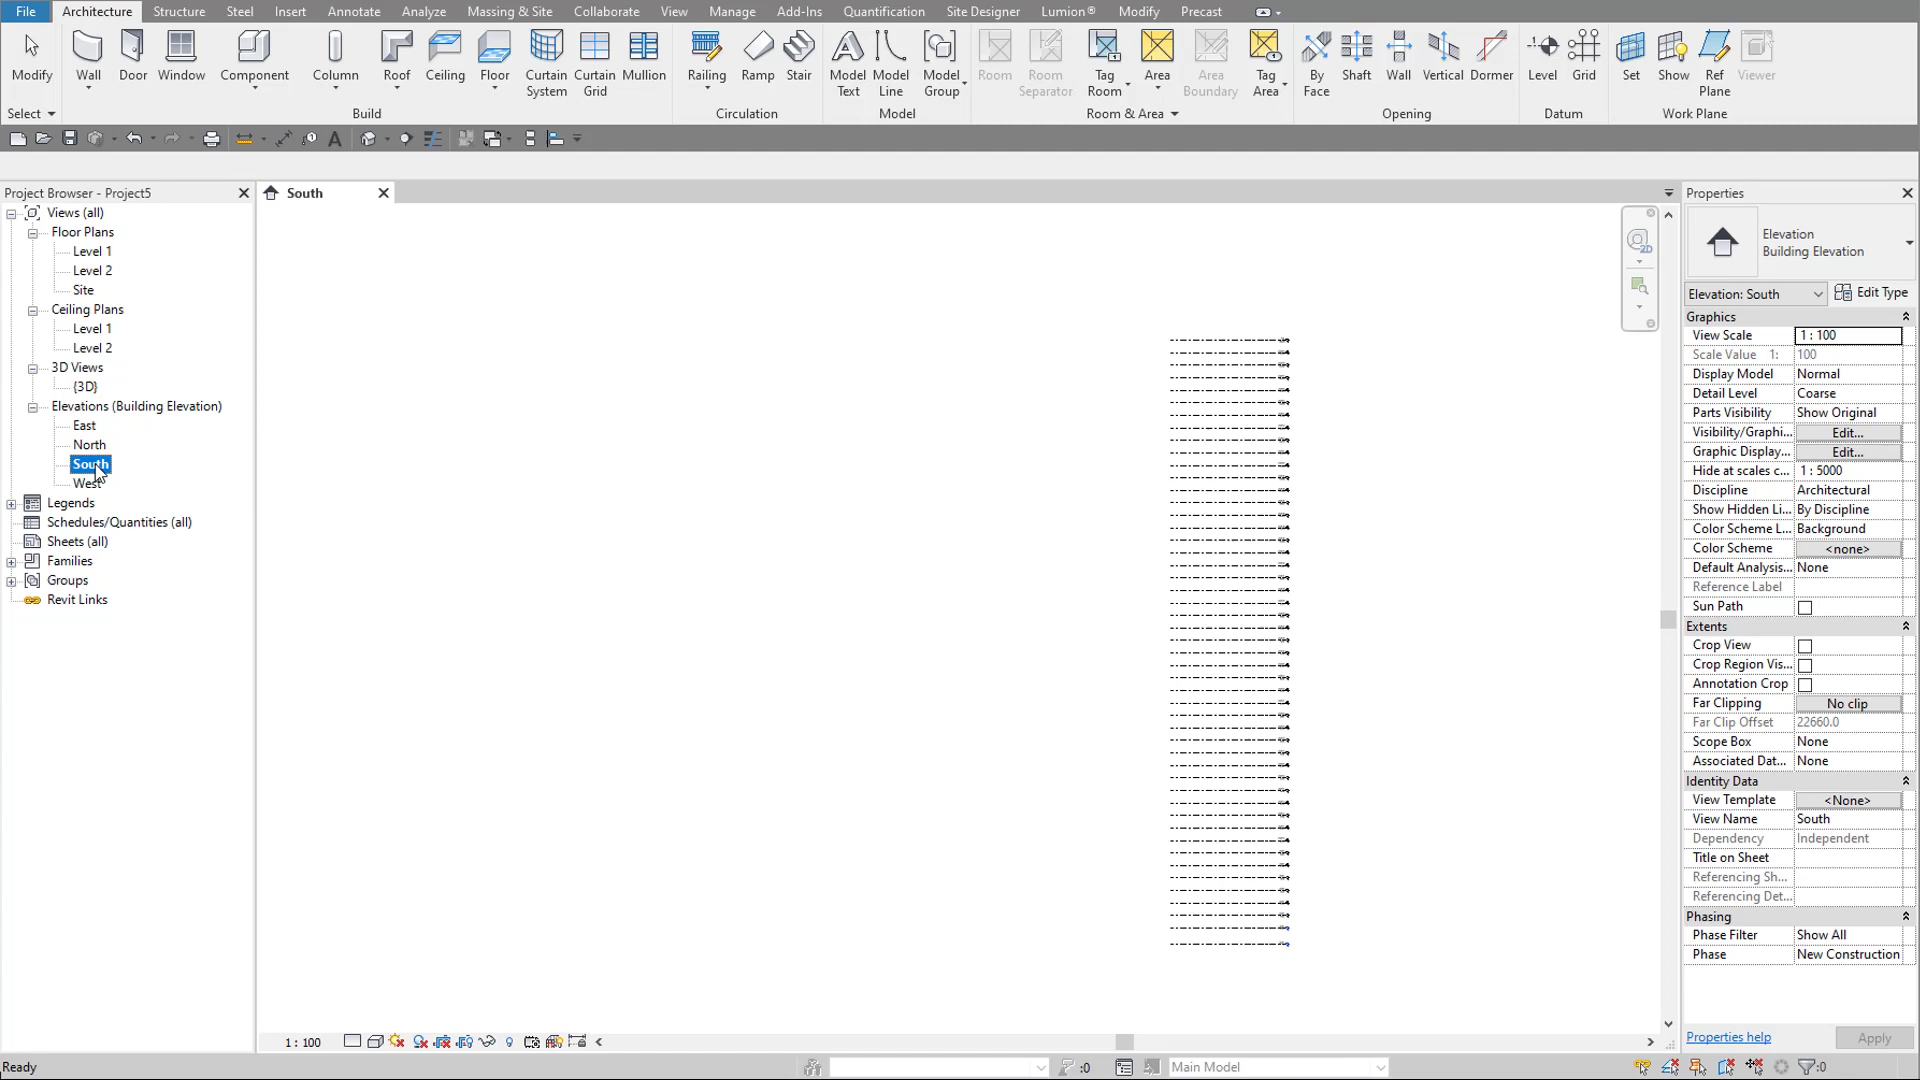 File Architecture Structure Steel Insert Annotate Analyze Massing & Site Collaborate View Manage Add-Ins Quantification Site Designer Lumion® Modify Precast
Modify Wall Door Window Component Column Roof Ceiling Floor Curtain System Curtain Grid Mullion Railing Ramp Stair Model Text Model Line Model Group Room Room Separator Tag Room Area Area Boundary Tag Area By Face Shaft Wall Vertical Dormer Level Grid Set Show Ref Plane Viewer
Select Build Circulation Model Room & Area Opening Datum Work Plane
Project Browser - Project5
Views (all)
Floor Plans
Level 1
Level 2
Site
Ceiling Plans
Level 1
Level 2
3D Views
{3D}
Elevations (Building Elevation)
East
North
South
West
Legends
Schedules/Quantities (all)
Sheets (all)
Families
Groups
Revit Links
South
2D
Properties
Elevation
Building Elevation
Elevation: South Edit Type
Graphics
View Scale 1 : 100
Scale Value 1: 100
Display Model Normal
Detail Level Coarse
Parts Visibility Show Original
Visibility/Graphi... Edit...
Graphic Display... Edit...
Hide at scales c... 1 : 5000
Discipline Architectural
Show Hidden Li... By Discipline
Color Scheme L... Background
Color Scheme <none>
Default Analysis... None
Reference Label
Sun Path
Extents
Crop View
Crop Region Vis...
Annotation Crop
Far Clipping No clip
Far Clip Offset 22660.0
Scope Box None
Associated Dat... None
Identity Data
View Template <None>
View Name South
Dependency Independent
Title on Sheet
Referencing Sh...
Referencing Det...
Phasing
Phase Filter Show All
Phase New Construction
Properties help Apply
1 : 100
Ready :0 Main Model :0